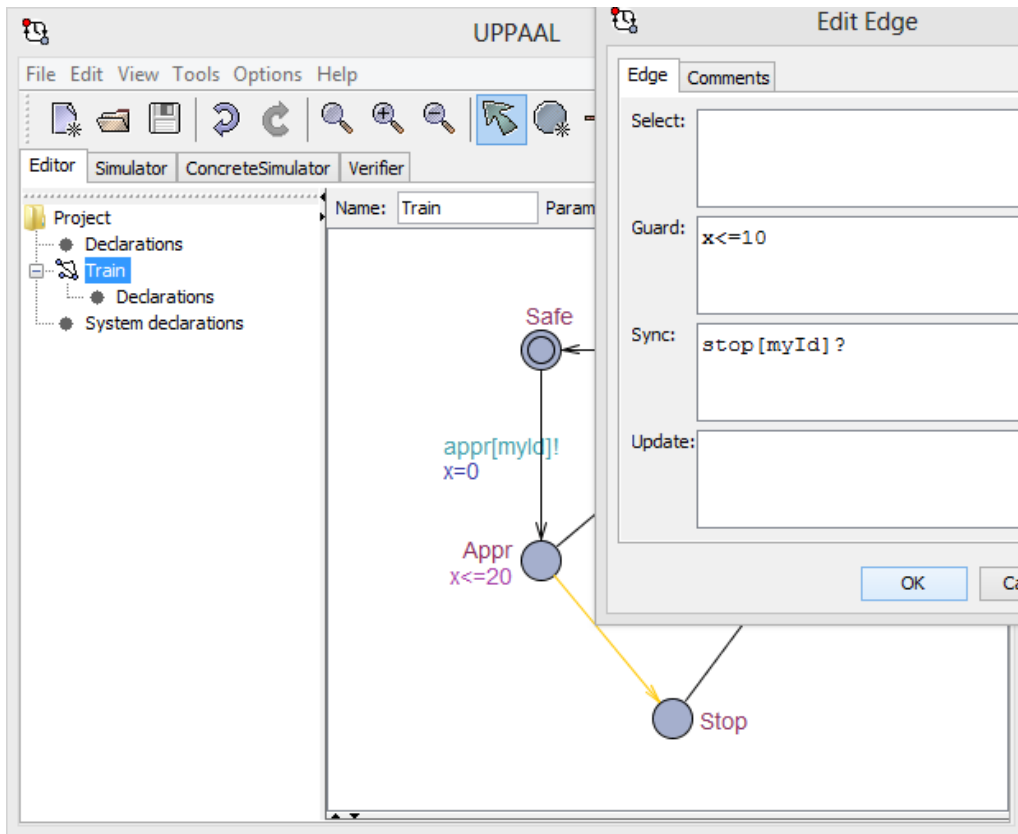 UPPAAL
File Edit View Tools Options Help
Editor Simulator ConcreteSimulator Verifier
Project
Declarations
Train
Declarations
System declarations
Name: Train Param
Safe
appr[myId]!
x=0
Appr
x<=20
Stop
Edit Edge
Edge Comments
Select:
Guard: x<=10
Sync: stop[myId]?
Update:
OK Ca